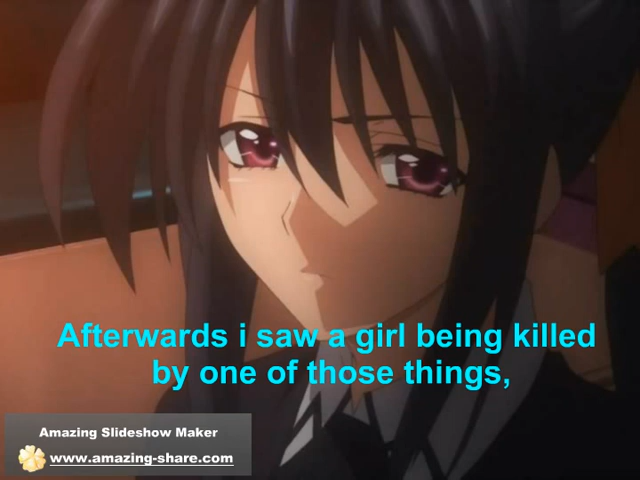 Afterwards i saw a girl being killed
by one of those things,
Amazing Slideshow Maker
www.amazing-share.com